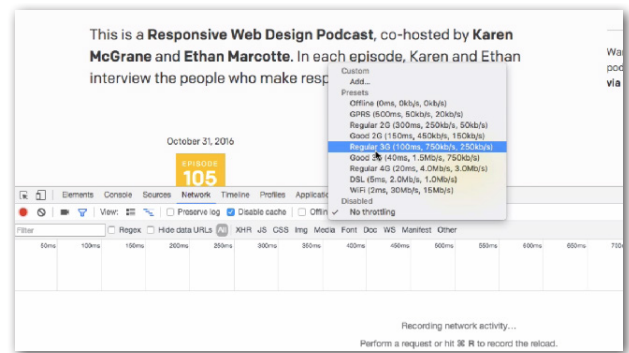 This is a Responsive Web Design Podcast, co-hosted by Karen
McGrane and Ethan Marcotte. In each episode, Karen and Ethan
interview the people who make resp
Wa
pod
via
Custom
Add...
Presets
Offline (0ms, 0kb/s, 0kb/s)
GPRS (500ms, 50kb/s, 20kb/s)
Regular 2G (300ms, 250kb/s, 50kb/s)
Good 2G (150ms, 450kb/s, 150kb/s)
Regular 3G (100ms, 750kb/s, 250kb/s)
Good 3G (40ms, 1.5Mb/s, 750kb/s)
Regular 4G (20ms, 4.0Mb/s, 3.0Mb/s)
DSL (5ms, 2.0Mb/s, 1.0Mb/s)
WiFi (2ms, 30Mb/s, 15Mb/s)
Disabled
✓ No throttling
October 31, 2016
EPISODE
105
Elements Console Sources Network Timeline Profiles Applicatio
View: Preserve log Disable cache Offlin
Filter Regex Hide data URLs All XHR JS CSS Img Media Font Doc WS Manifest Other
50ms 100ms 150ms 200ms 250ms 300ms 350ms 400ms 450ms 500ms 550ms 600ms 650ms 700
Recording network activity...
Perform a request or hit ⌘ R to record the reload.